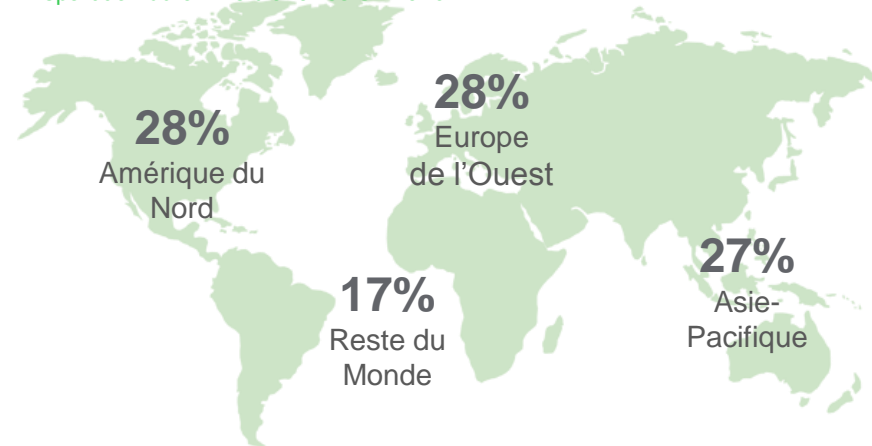 28%
Amérique du
Nord
28%
Europe
de l'Ouest
17%
Reste du
Monde
27%
Asie-
Pacifique